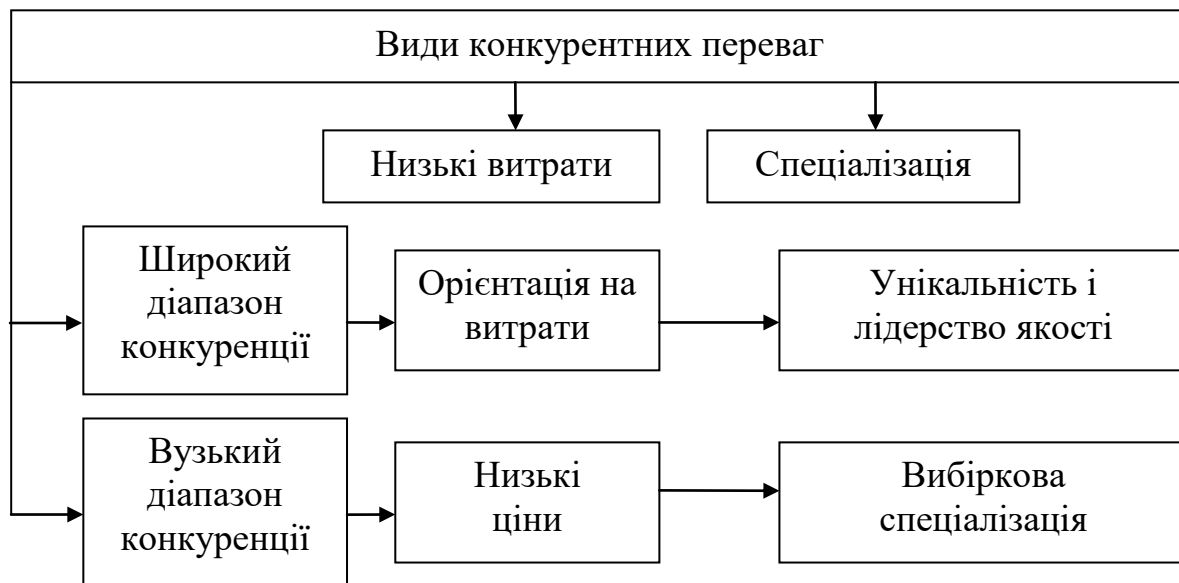 Види конкурентних переваг
Низькі витрати
Спеціалізація
Широкий
діапазон
конкуренції
Орієнтація на
витрати
Унікальність і
лідерство якості
Вузький
діапазон
конкуренції
Низькі
ціни
Вибіркова
спеціалізація